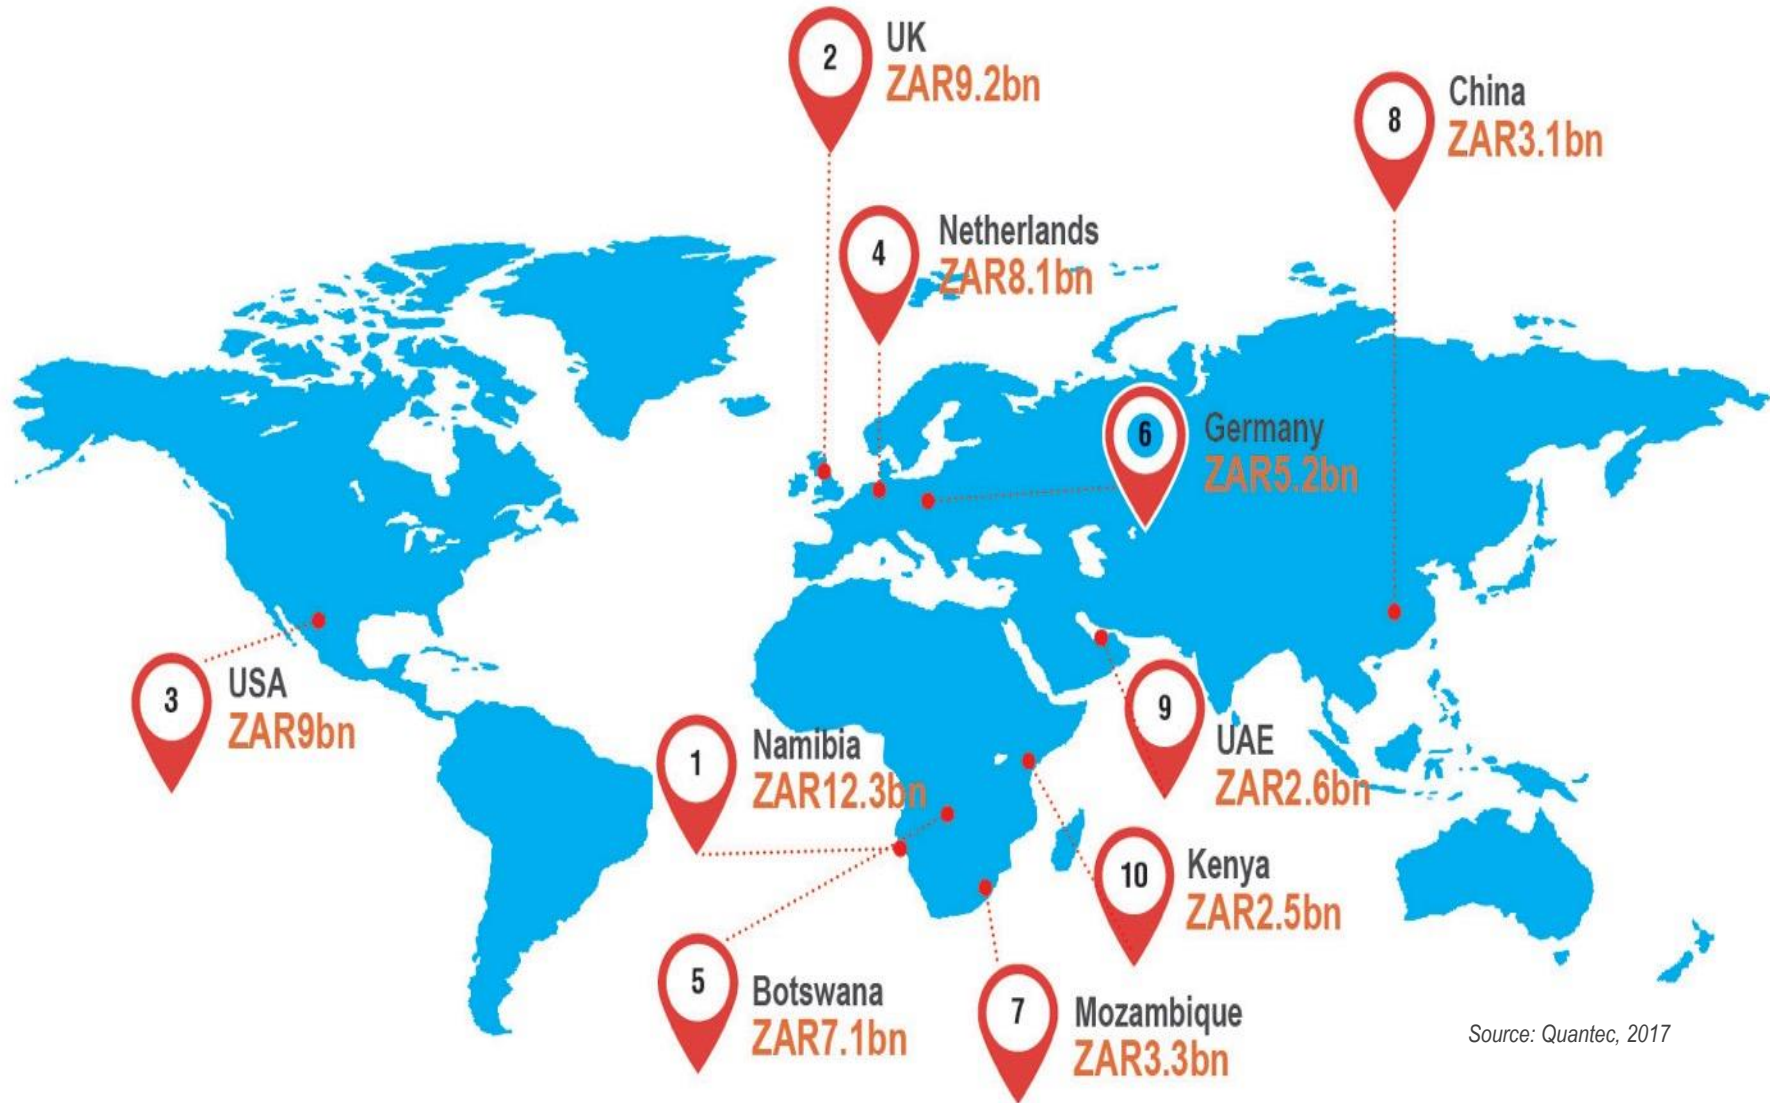 2
UK
ZAR9.2bn
8
China
ZAR3.1bn
4
Netherlands
ZAR8.1bn
6
Germany
ZAR5.2bn
3
USA
ZAR9bn
1
Namibia
ZAR12.3bn
9
UAE
ZAR2.6bn
10
Kenya
ZAR2.5bn
5
Botswana
ZAR7.1bn
7
Mozambique
ZAR3.3bn
Source: Quantec, 2017